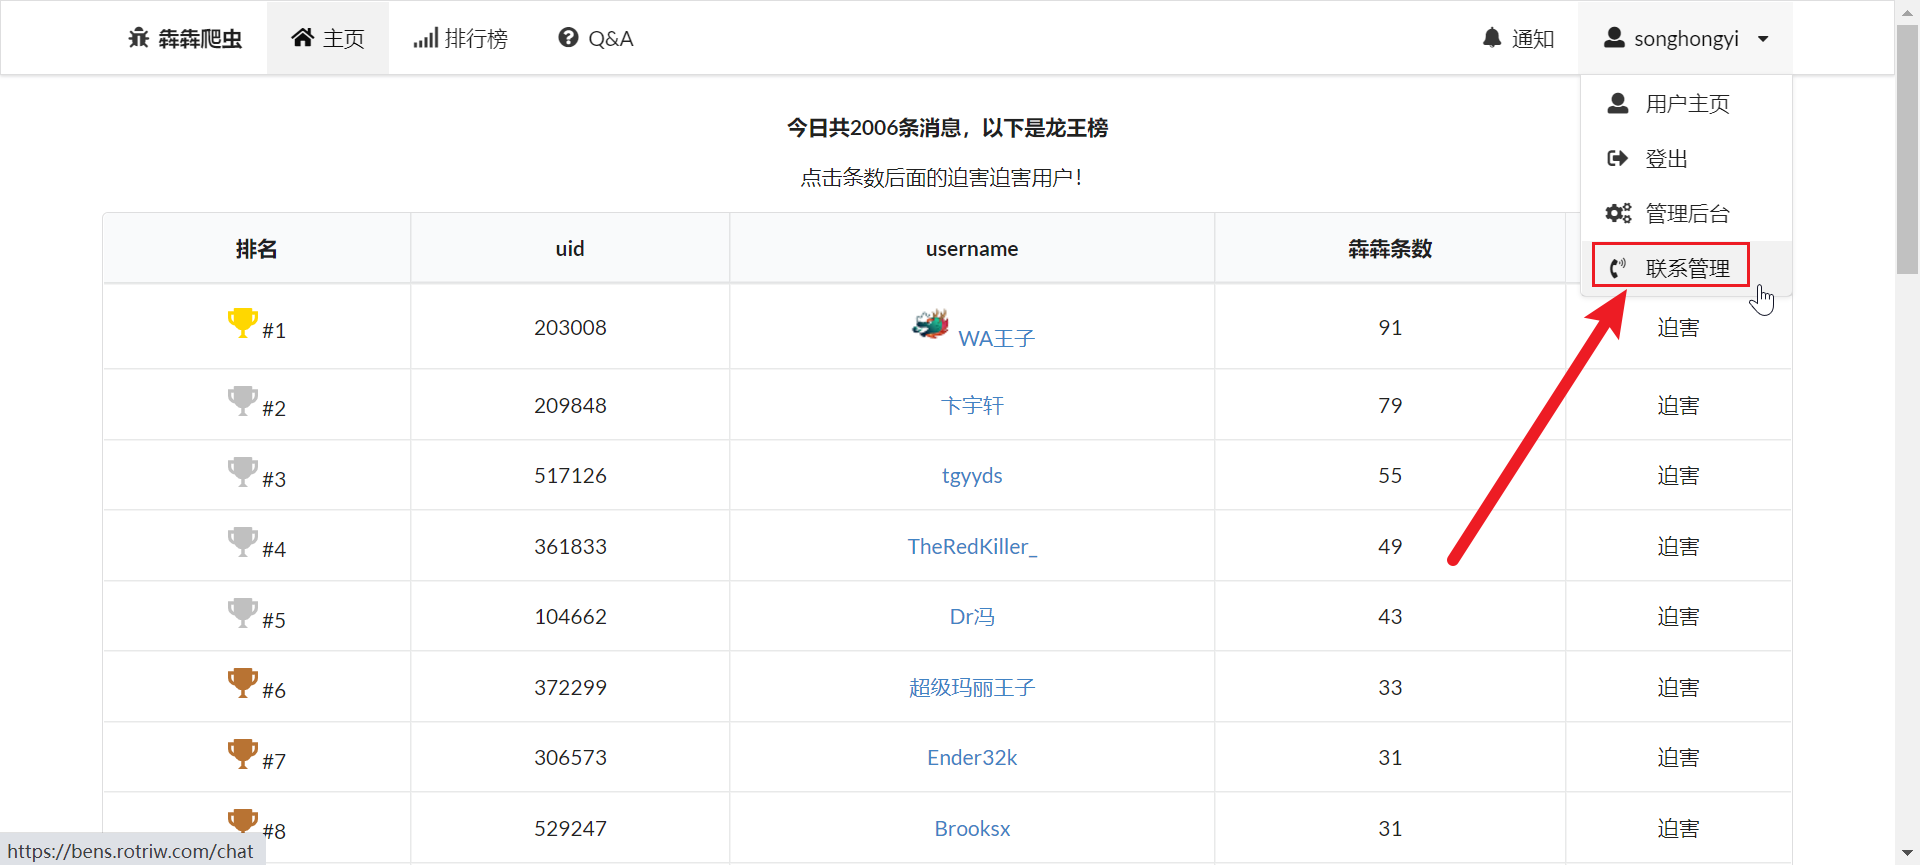 犇犇爬虫 主页 排行榜 Q&A 通知 songhongyi
用户主页
登出
管理后台
联系管理
今日共2006条消息，以下是龙王榜
点击条数后面的迫害迫害用户！
排名 uid username 犇犇条数
#1 203008 WA王子 91 迫害
#2 209848 卞宇轩 79 迫害
#3 517126 tgyyds 55 迫害
#4 361833 TheRedKiller_ 49 迫害
#5 104662 Dr冯 43 迫害
#6 372299 超级玛丽王子 33 迫害
#7 306573 Ender32k 31 迫害
#8 529247 Brooksx 31 迫害
https://bens.rotriw.com/chat